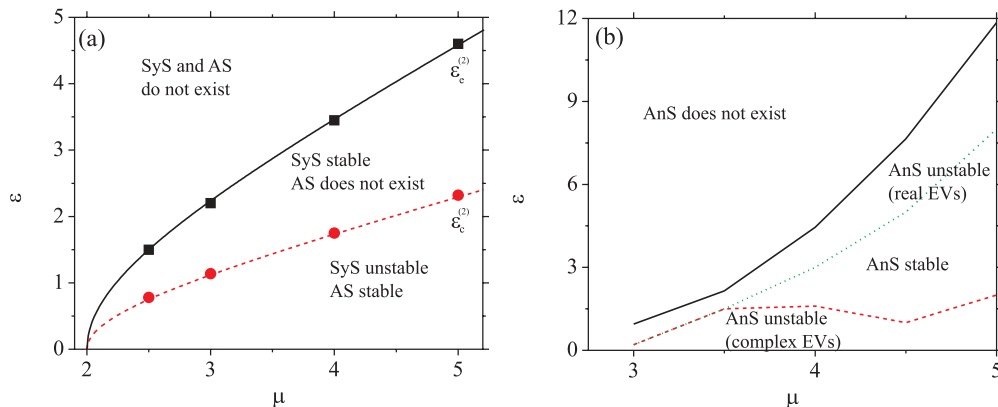 (a)
SyS and AS
do not exist
ε_e^(2)
SyS stable
AS does not exist
ε_c^(2)
SyS unstable
AS stable
ε
5
4
3
2
1
0
2
3
4
5
μ
(b)
AnS does not exist
AnS unstable
(real EVs)
AnS stable
AnS unstable
(complex EVs)
ε
12
9
6
3
0
3
4
5
μ